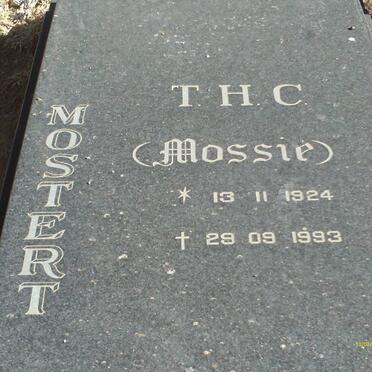 MOSTERT
T H C
(Mossie)
* 13 11 1924
† 29 09 1993